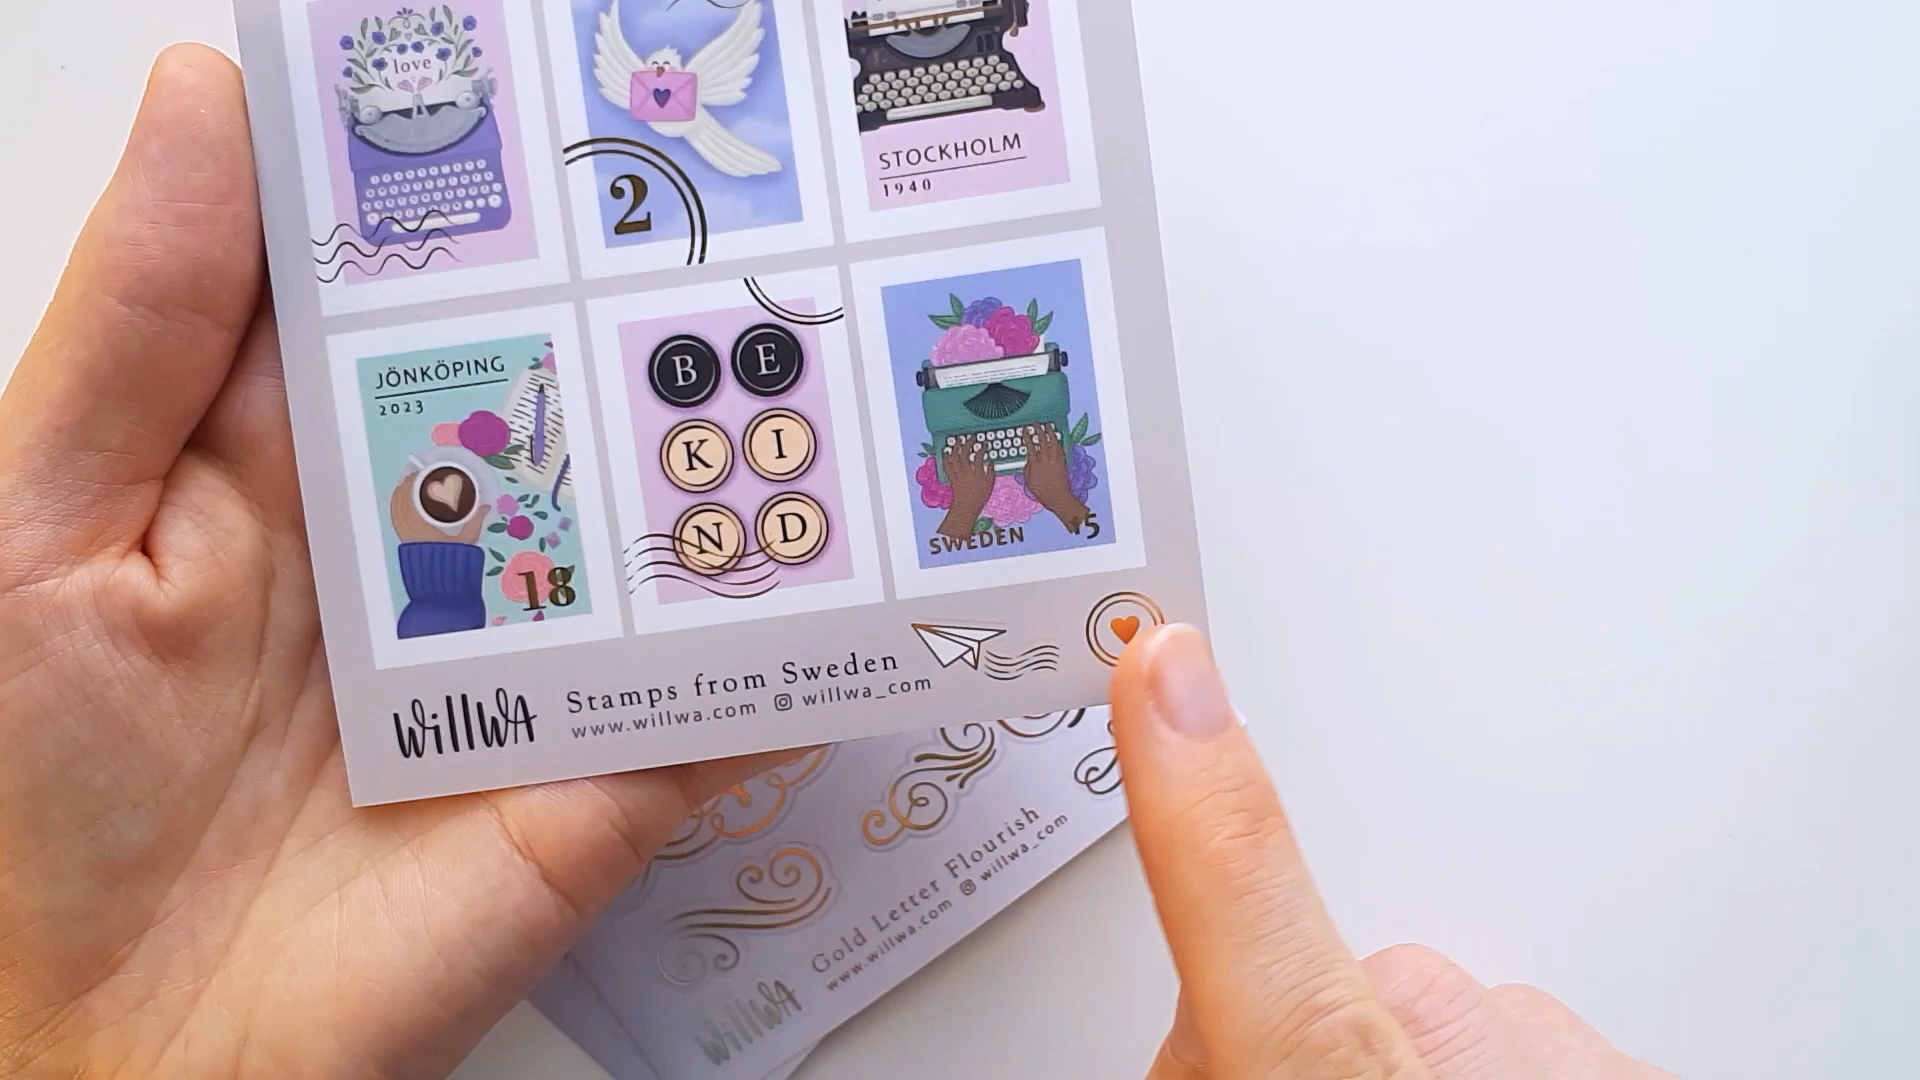 love
2
STOCKHOLM
1940
JÖNKÖPING
2023
18
B E
K I
N D
SWEDEN 15
willwa
Stamps from Sweden
www.willwa.com willwa_com
Gold Letter Flourish
www.willwa.com willwa_com
willwa